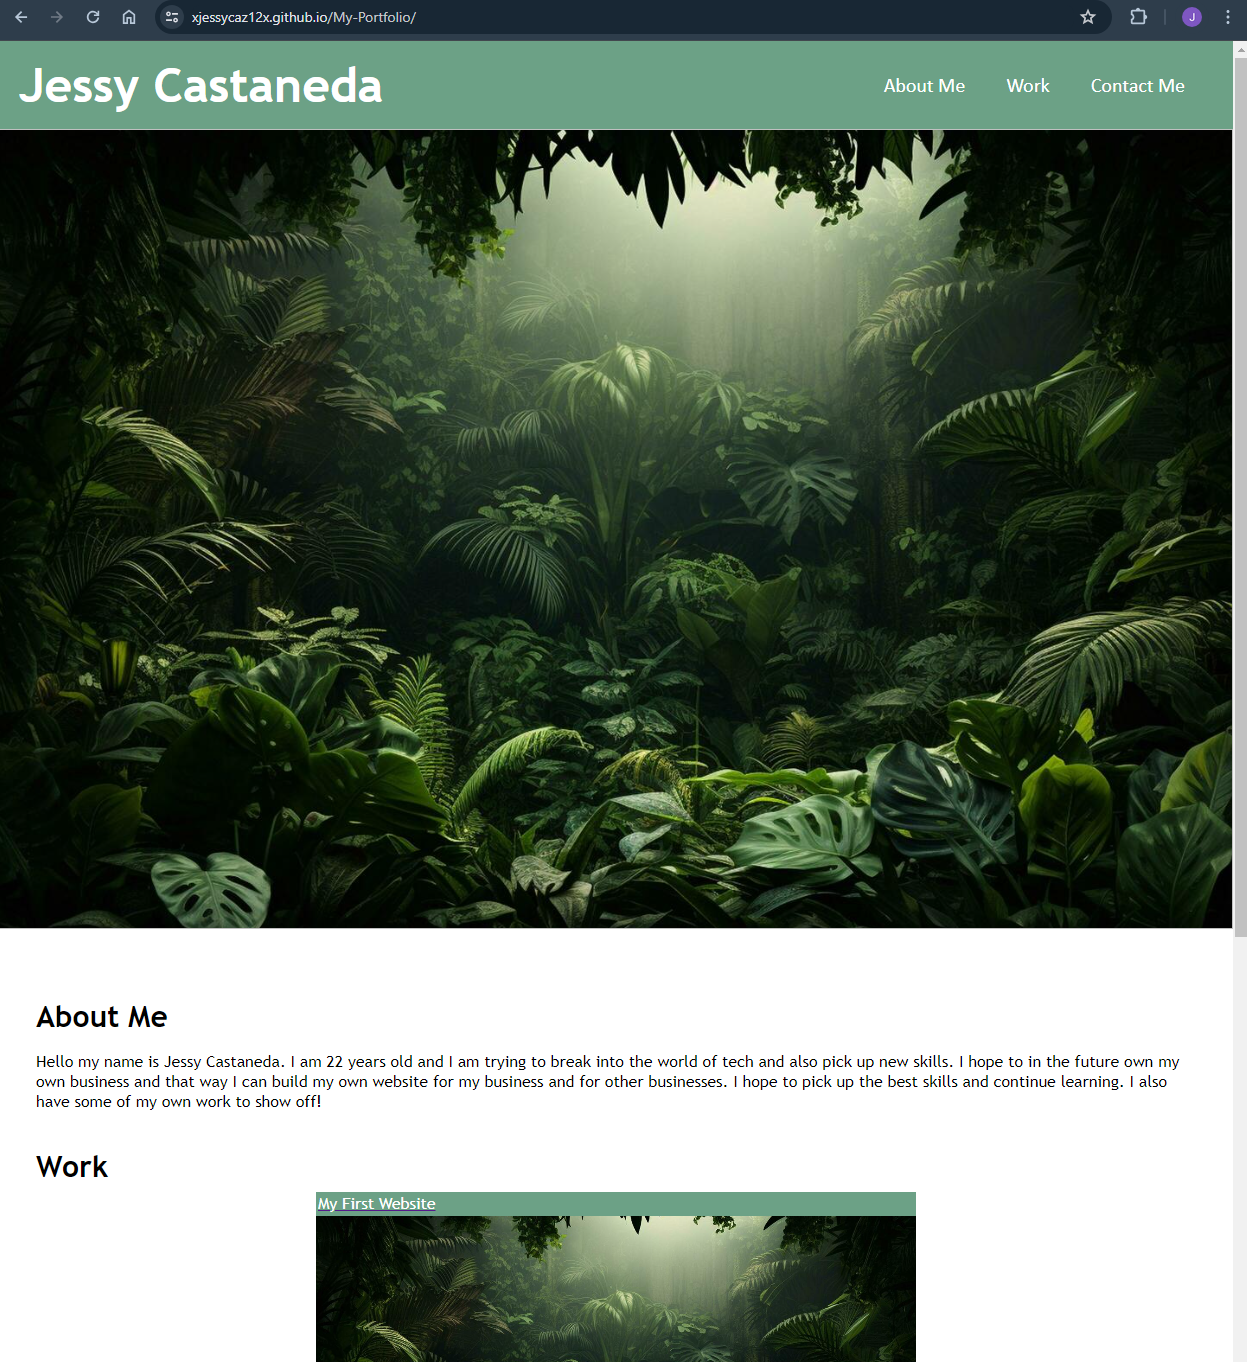 xjessycaz12x.github.io/My-Portfolio/
J
Jessy Castaneda
About Me
Work
Contact Me
About Me
Hello my name is Jessy Castaneda. I am 22 years old and I am trying to break into the world of tech and also pick up new skills. I hope to in the future own my
own business and that way I can build my own website for my business and for other businesses. I hope to pick up the best skills and continue learning. I also
have some of my own work to show off!
Work
My First Website